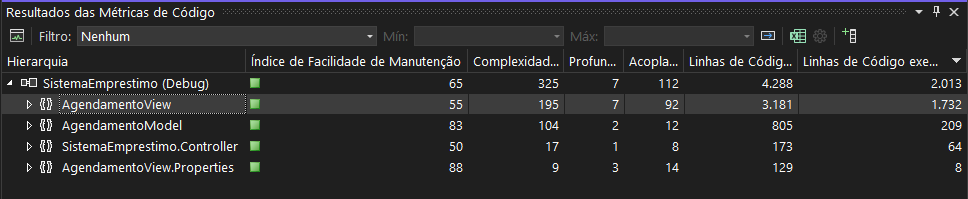 Resultados das Métricas de Código
Filtro: Nenhum Mín: Máx:
Hierarquia Índice de Facilidade de Manutenção Complexidad... Profun... Acopla... Linhas de Códig... Linhas de Código exe...
SistemaEmprestimo (Debug) 65 325 7 112 4.288 2.013
AgendamentoView 55 195 7 92 3.181 1.732
AgendamentoModel 83 104 2 12 805 209
SistemaEmprestimo.Controller 50 17 1 8 173 64
AgendamentoView.Properties 88 9 3 14 129 8